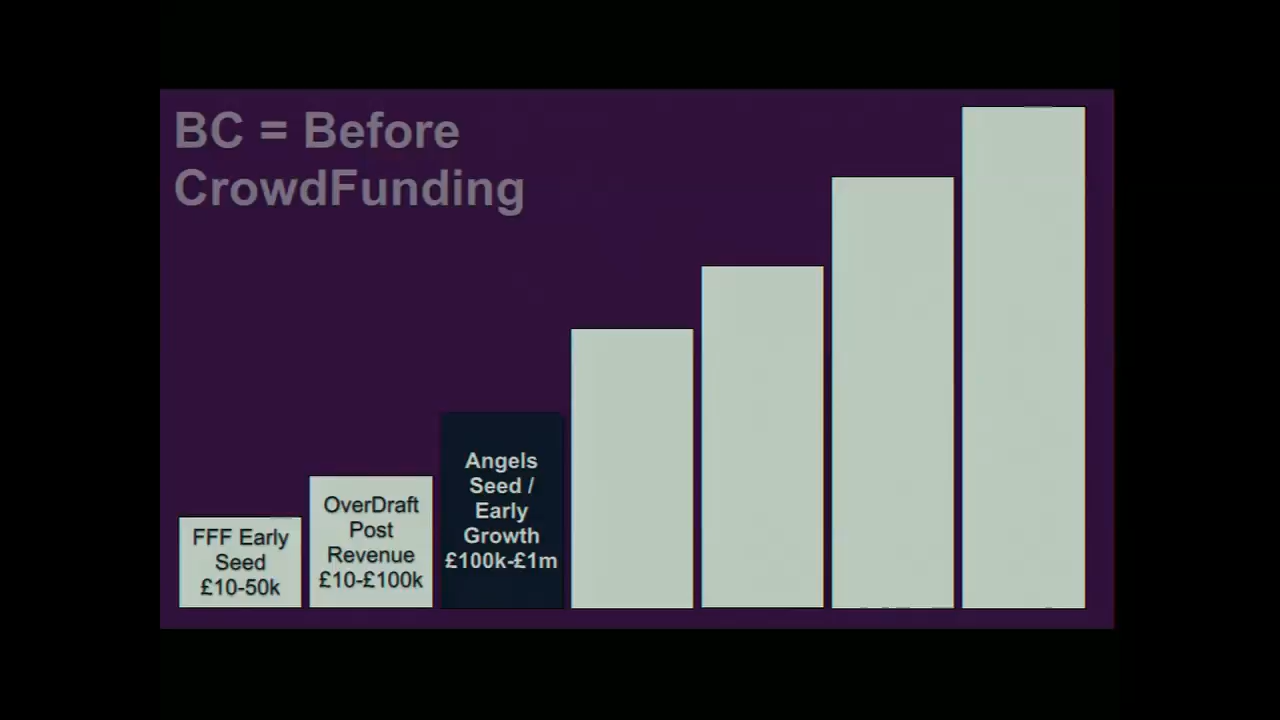 BC = Before
CrowdFunding
FFF Early
Seed
£10-50k
OverDraft
Post
Revenue
£10-£100k
Angels
Seed /
Early
Growth
£100k-£1m